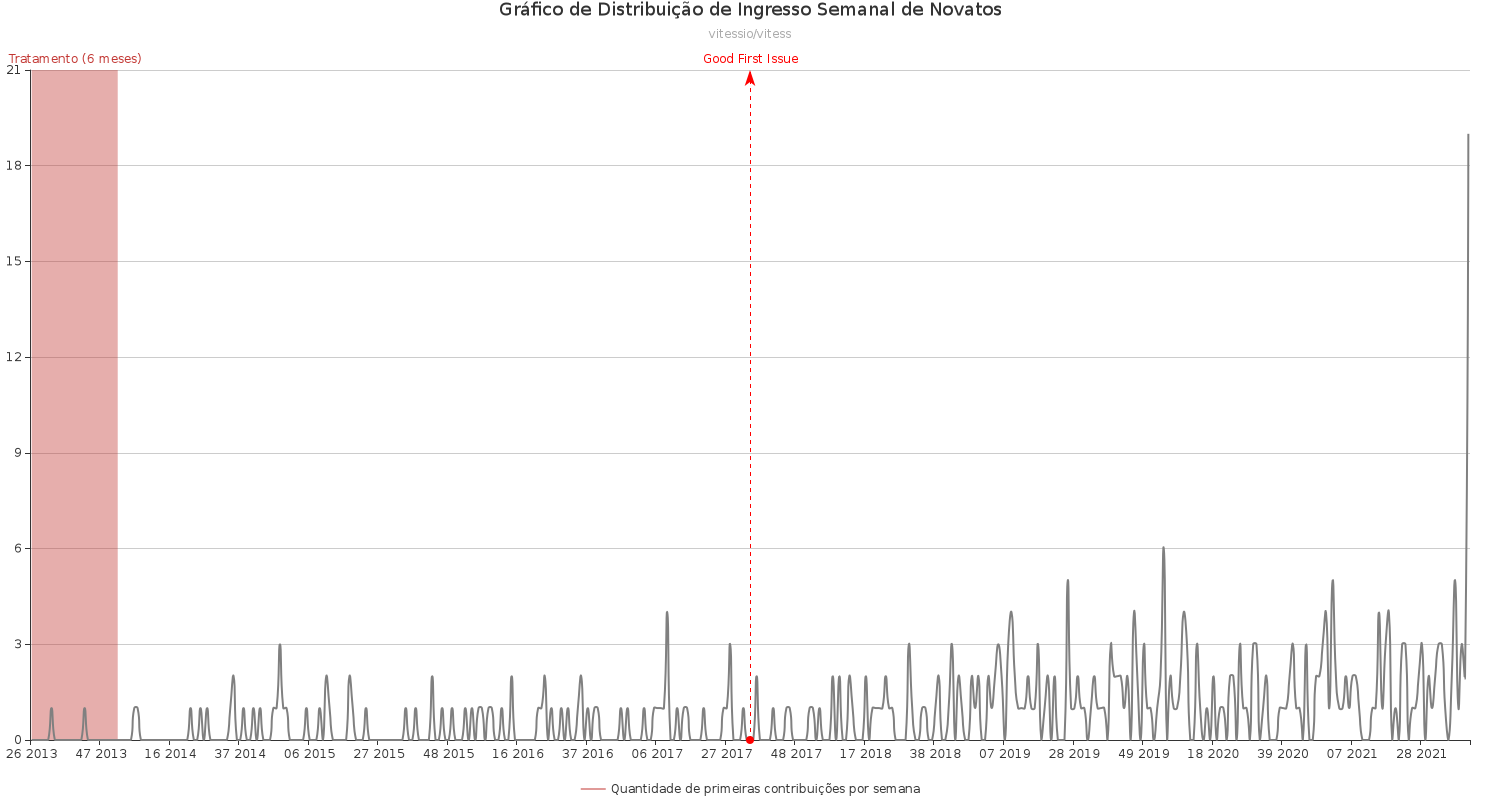 Gráfico de Distribuição de Ingresso Semanal de Novatos
vitessio/vitess
Tratamento (6 meses)
Good First Issue
21
18
15
12
9
6
3
0
26 2013 47 2013 16 2014 37 2014 06 2015 27 2015 48 2015 16 2016 37 2016 06 2017 27 2017 48 2017 17 2018 38 2018 07 2019 28 2019 49 2019 18 2020 39 2020 07 2021 28 2021
Quantidade de primeiras contribuições por semana